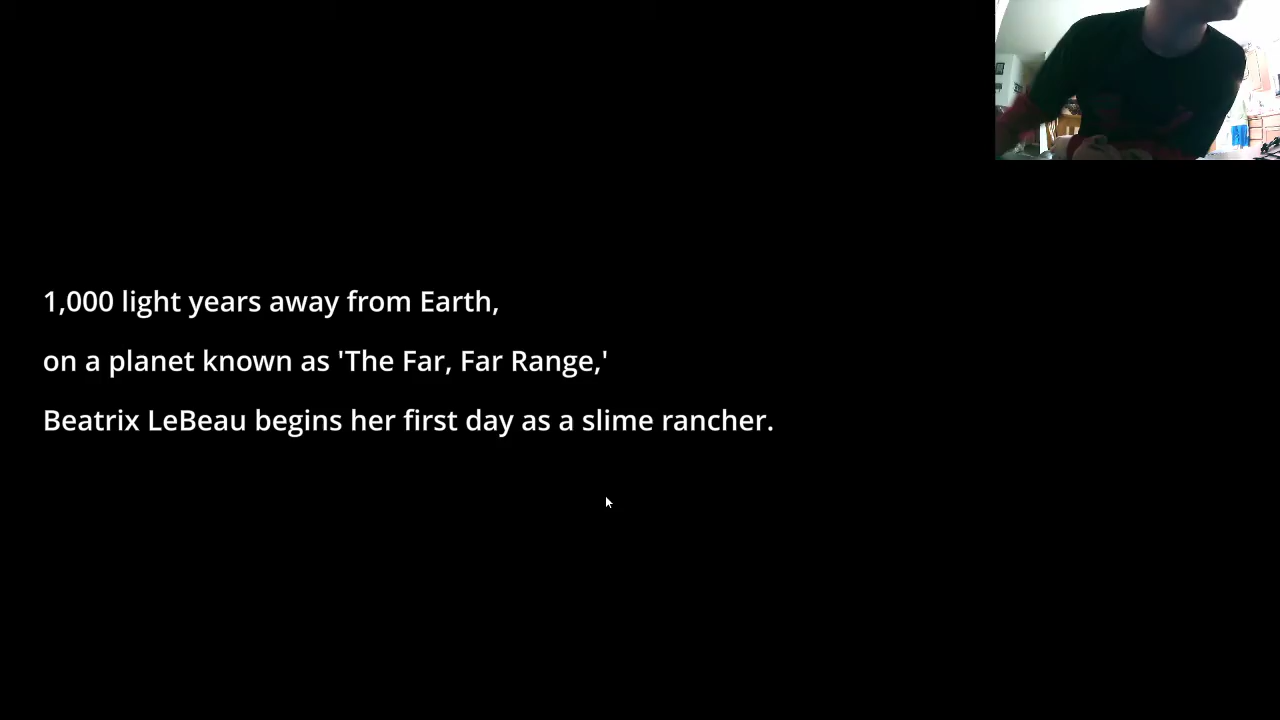 1,000 light years away from Earth,
on a planet known as 'The Far, Far Range,'
Beatrix LeBeau begins her first day as a slime rancher.